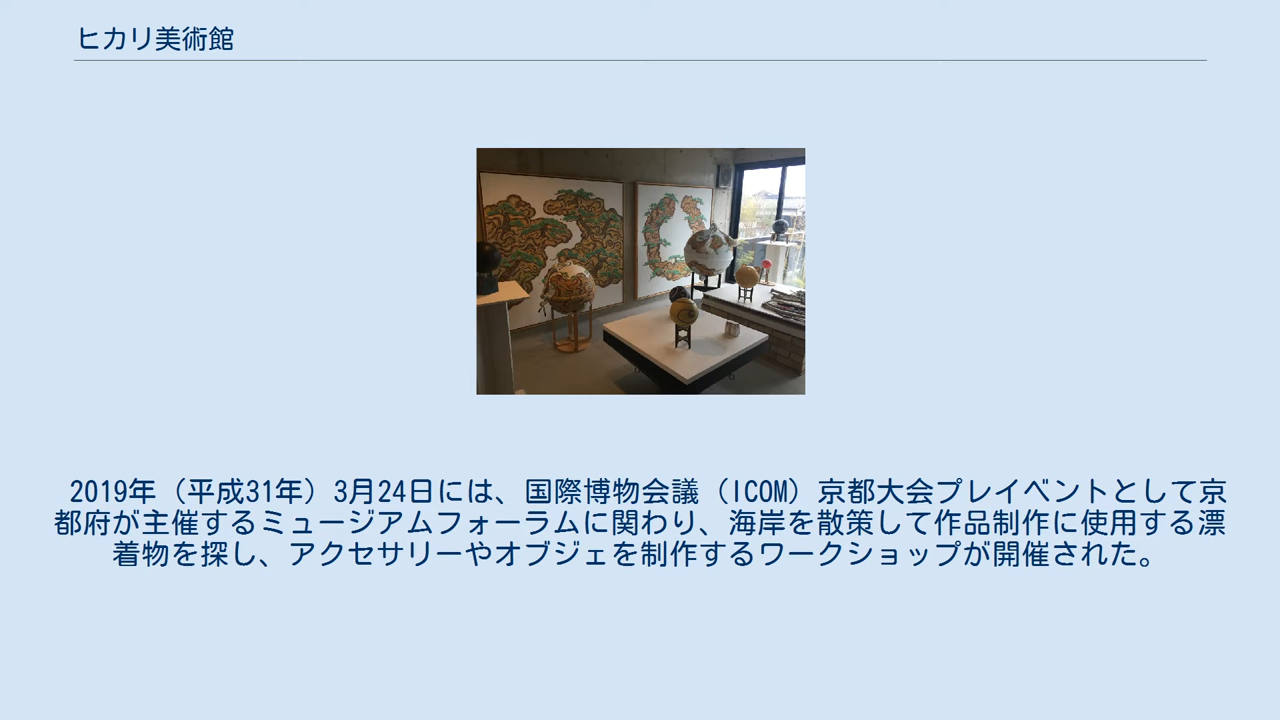 ヒカリ美術館
2019年（平成31年）3月24日には、国際博物会議（ICOM）京都大会プレイベントとして京
都府が主催するミュージアムフォーラムに関わり、海岸を散策して作品制作に使用する漂
着物を探し、アクセサリーやオブジェを制作するワークショップが開催された。